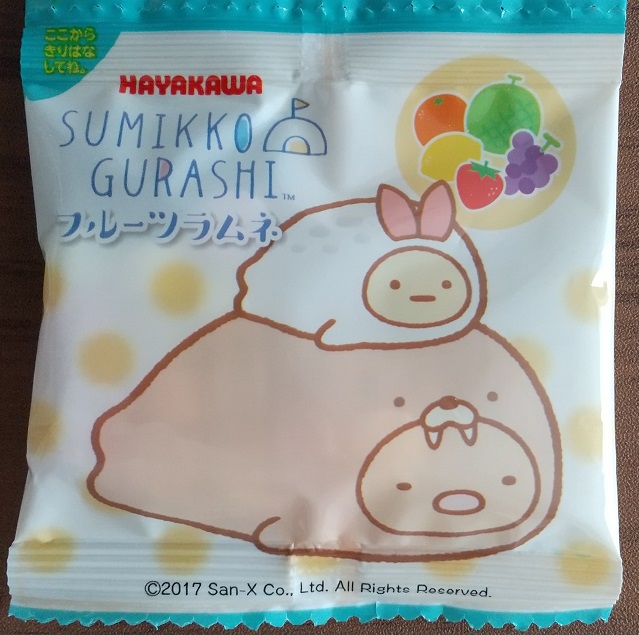 ここから
きりはな
してね。
HAYAKAWA
SUMIKKO
GURASHI™
フルーツラムネ
©2017 San-X Co., Ltd. All Rights Reserved.